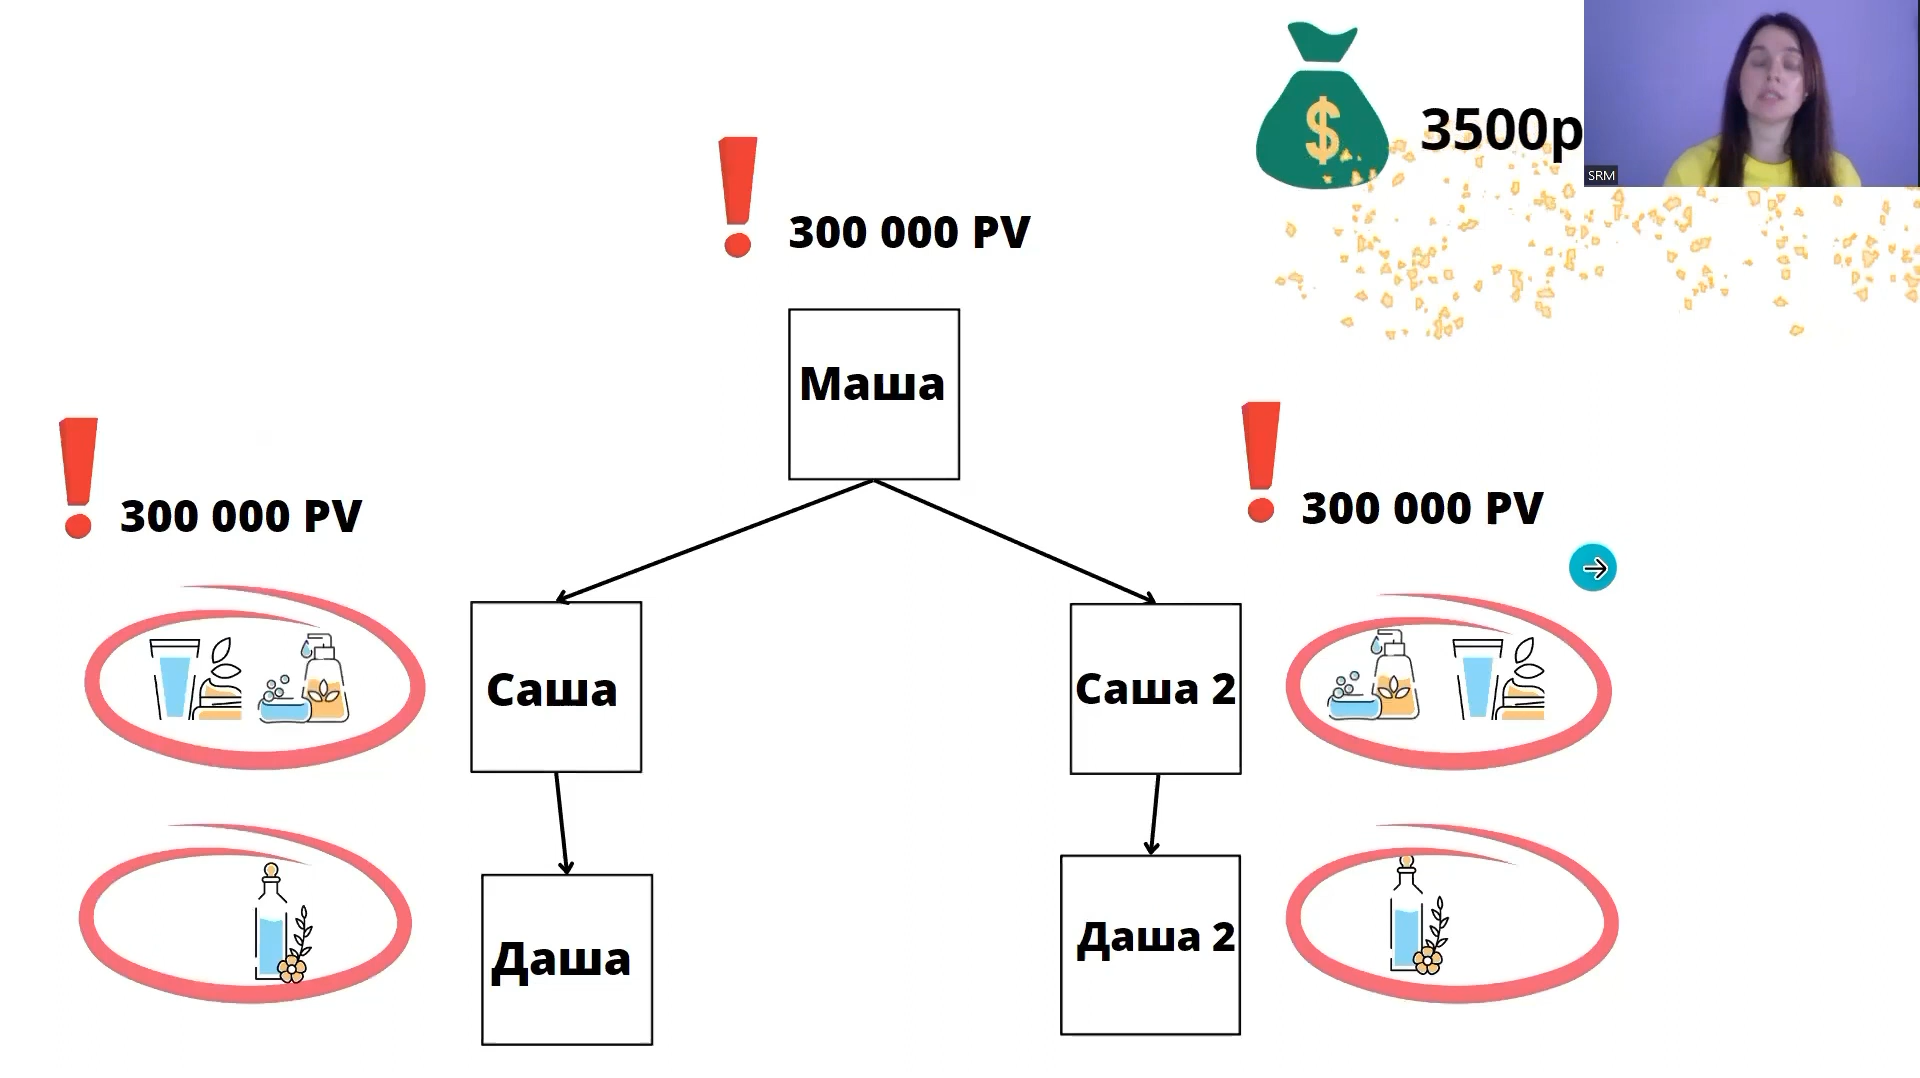 $
3500р
SRM
300 000 PV
Маша
300 000 PV
300 000 PV
Саша
Саша 2
Даша
Даша 2